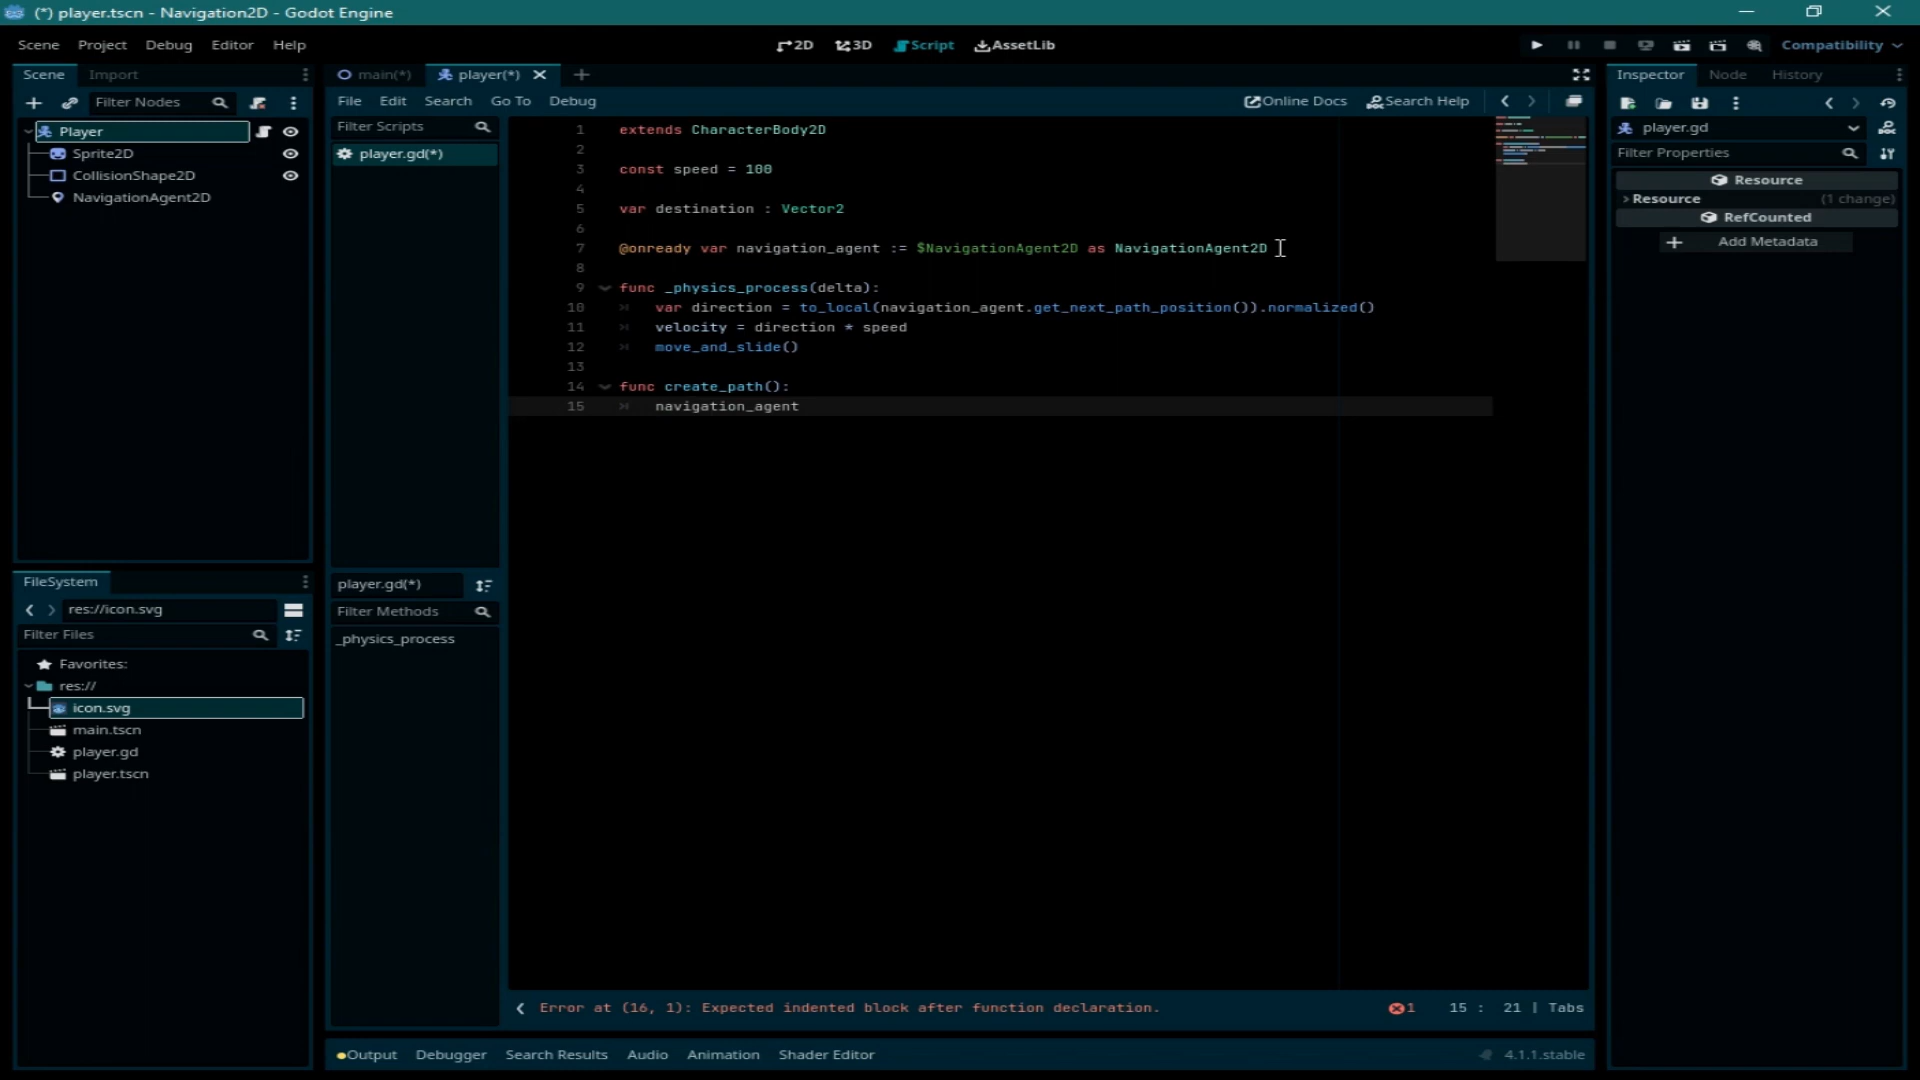 (*) player.tscn - Navigation2D - Godot Engine
Scene Project Debug Editor Help
2D 3D Script AssetLib
Compatibility
Scene Import
main(*) player(*)
Inspector Node History
Filter Nodes
File Edit Search Go To Debug
Online Docs Search Help
Player
Sprite2D
CollisionShape2D
NavigationAgent2D
Filter Scripts
player.gd(*)
1 extends CharacterBody2D
2
3 const speed = 100
4
5 var destination : Vector2
6
7 @onready var navigation_agent := $NavigationAgent2D as NavigationAgent2D
8
9 func _physics_process(delta):
10 var direction = to_local(navigation_agent.get_next_path_position()).normalized()
11 velocity = direction * speed
12 move_and_slide()
13
14 func create_path():
15 navigation_agent
player.gd
Filter Properties
Resource
Resource (1 change)
RefCounted
Add Metadata
FileSystem
res://icon.svg
Filter Files
Favorites:
res://
icon.svg
main.tscn
player.gd
player.tscn
player.gd(*)
Filter Methods
_physics_process
Error at (16, 1): Expected indented block after function declaration.
1 15 : 21 | Tabs
Output Debugger Search Results Audio Animation Shader Editor
4.1.1.stable